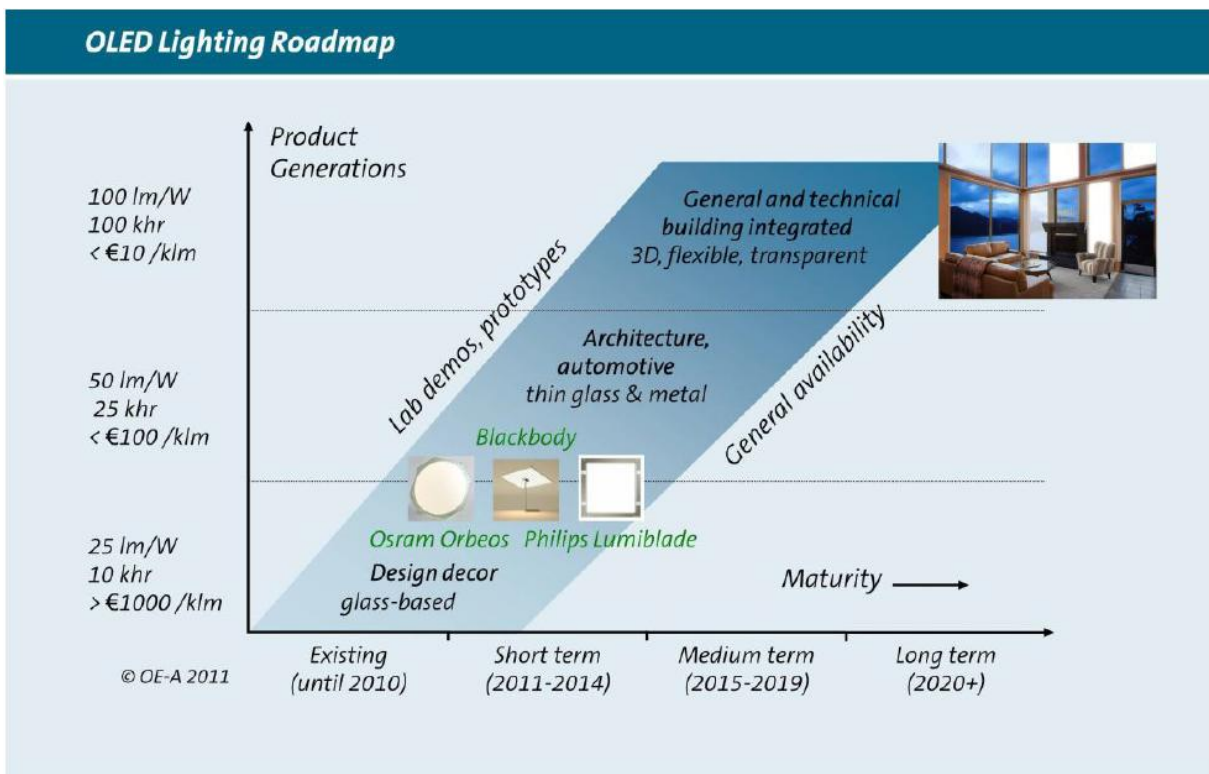 OLED Lighting Roadmap
Product
Generations
100 lm/W
100 khr
< €10 /klm
General and technical
building integrated
3D, flexible, transparent
Lab demos, prototypes
Architecture,
automotive
thin glass & metal
General availability
50 lm/W
25 khr
< €100 /klm
Blackbody
Osram Orbeos Philips Lumiblade
25 lm/W
10 khr
> €1000 /klm
Design decor
glass-based
Maturity
Existing
(until 2010)
Short term
(2011-2014)
Medium term
(2015-2019)
Long term
(2020+)
© OE-A 2011